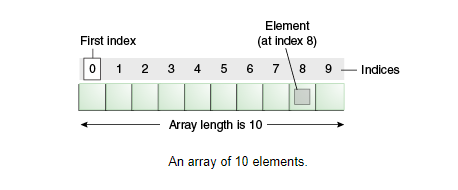 Element
First index (at index 8)
0 1 2 3 4 5 6 7 8 9 Indices
Array length is 10
An array of 10 elements.